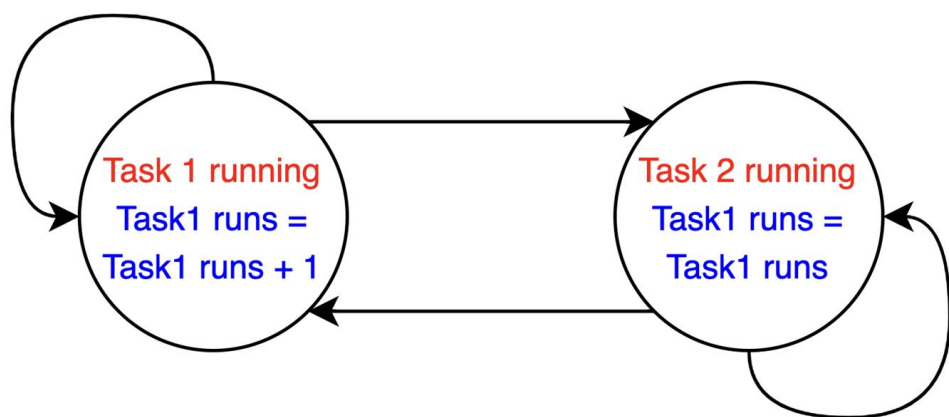 Task 1 running
Task1 runs =
Task1 runs + 1
Task 2 running
Task1 runs =
Task1 runs